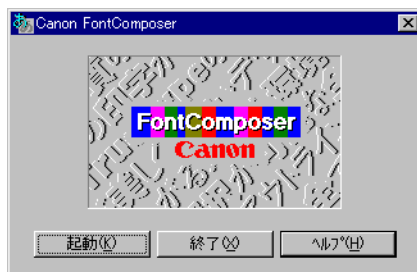 Canon FontComposer
FontComposer
Canon
起動(K) 終了(X) ﾍﾙﾌﾟ(H)